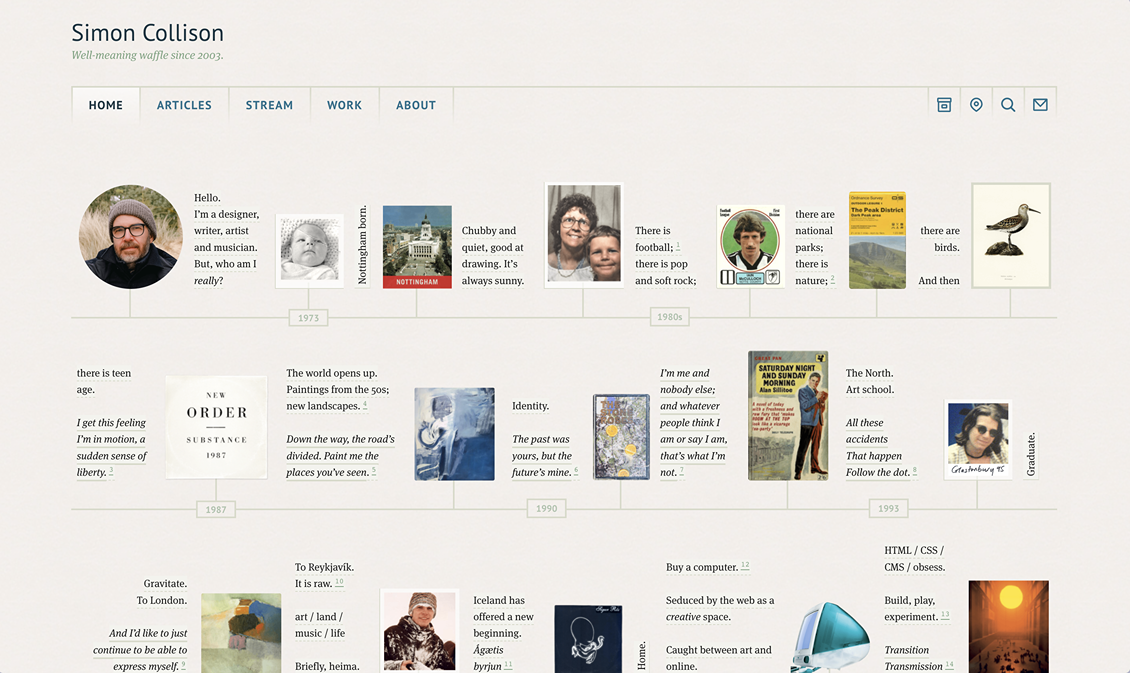 Simon Collison
Well-meaning waffle since 2003.
HOME
ARTICLES
STREAM
WORK
ABOUT
Hello.
I'm a designer,
writer, artist
and musician.
But, who am I
really?
Nottingham born.
NOTTINGHAM
Chubby and
quiet, good at
drawing. It's
always sunny.
There is
football; 1
there is pop
and soft rock;
there are
national
parks;
there is
nature; 2
Ordnance Survey
The Peak District
Dark Peak area
there are
birds.
And then
1973
1980s
there is teen
age.
I get this feeling
I'm in motion, a
sudden sense of
liberty. 3
NEW
ORDER
SUBSTANCE
1987
The world opens up.
Paintings from the 50s;
new landscapes. 4
Down the way, the road's
divided. Paint me the
places you've seen. 5
Identity.
The past was
yours, but the
future's mine. 6
I'm me and
nobody else;
and whatever
people think I
am or say I am,
that's what I'm
not. 7
SATURDAY NIGHT
AND SUNDAY
MORNING
Alan Sillitoe
The North.
Art school.
All these
accidents
That happen
Follow the dot. 8
Glastonbury 95
Graduate.
1987
1990
1993
Gravitate.
To London.
And I'd like to just
continue to be able to
express myself. 9
To Reykjavík.
It is raw. 10
art / land /
music / life
Briefly, heima.
Iceland has
offered a new
beginning.
Ágætis
byrjun 11
Sigur Rós
Home.
Buy a computer. 12
Seduced by the web as a
creative space.
Caught between art and
online.
HTML / CSS /
CMS / obsess.
Build, play,
experiment. 13
Transition
Transmission 14